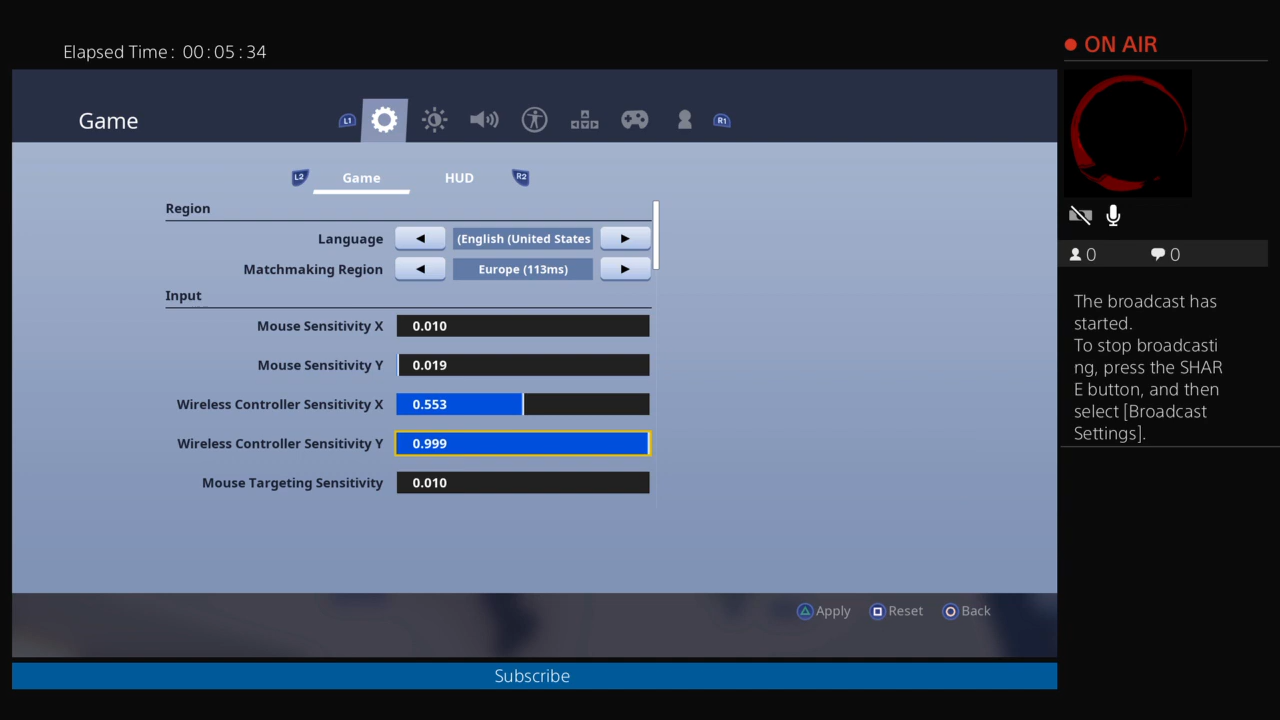 Elapsed Time: 00:05:34
ON AIR
Game
L1
R1
L2
Game
HUD
R2
Region
Language
(English (United States
Matchmaking Region
Europe (113ms)
Input
Mouse Sensitivity X
0.010
Mouse Sensitivity Y
0.019
Wireless Controller Sensitivity X
0.553
Wireless Controller Sensitivity Y
0.999
Mouse Targeting Sensitivity
0.010
Apply
Reset
Back
Subscribe
0
0
The broadcast has
started.
To stop broadcasti
ng, press the SHAR
E button, and then
select [Broadcast
Settings].